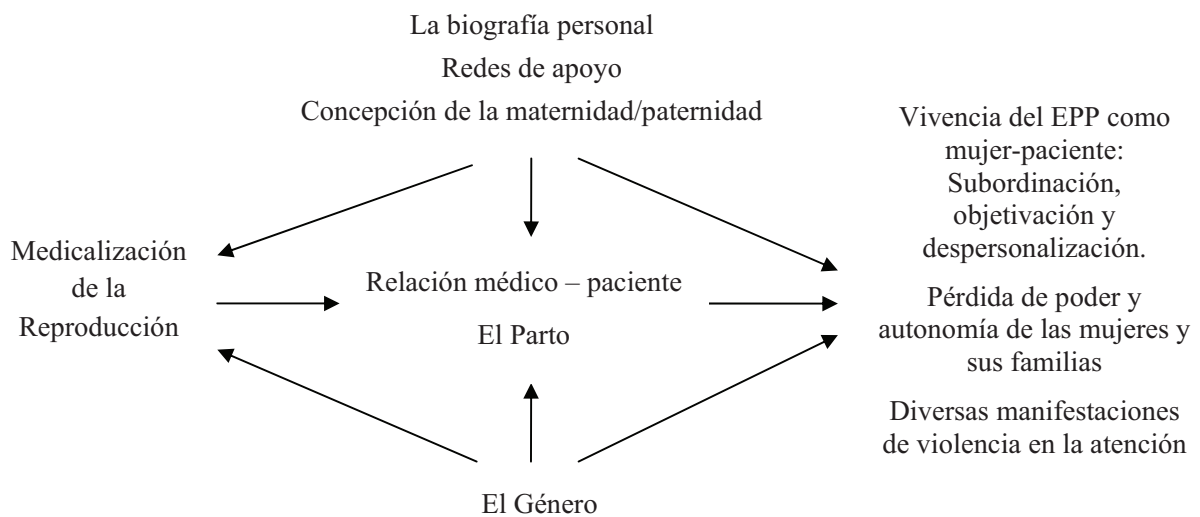 La biografía personal
Redes de apoyo
Concepción de la maternidad/paternidad
Medicalización
de la
Reproducción
Relación médico – paciente
El Parto
El Género
Vivencia del EPP como
mujer-paciente:
Subordinación,
objetivación y
despersonalización.
Pérdida de poder y
autonomía de las mujeres y
sus familias
Diversas manifestaciones
de violencia en la atención